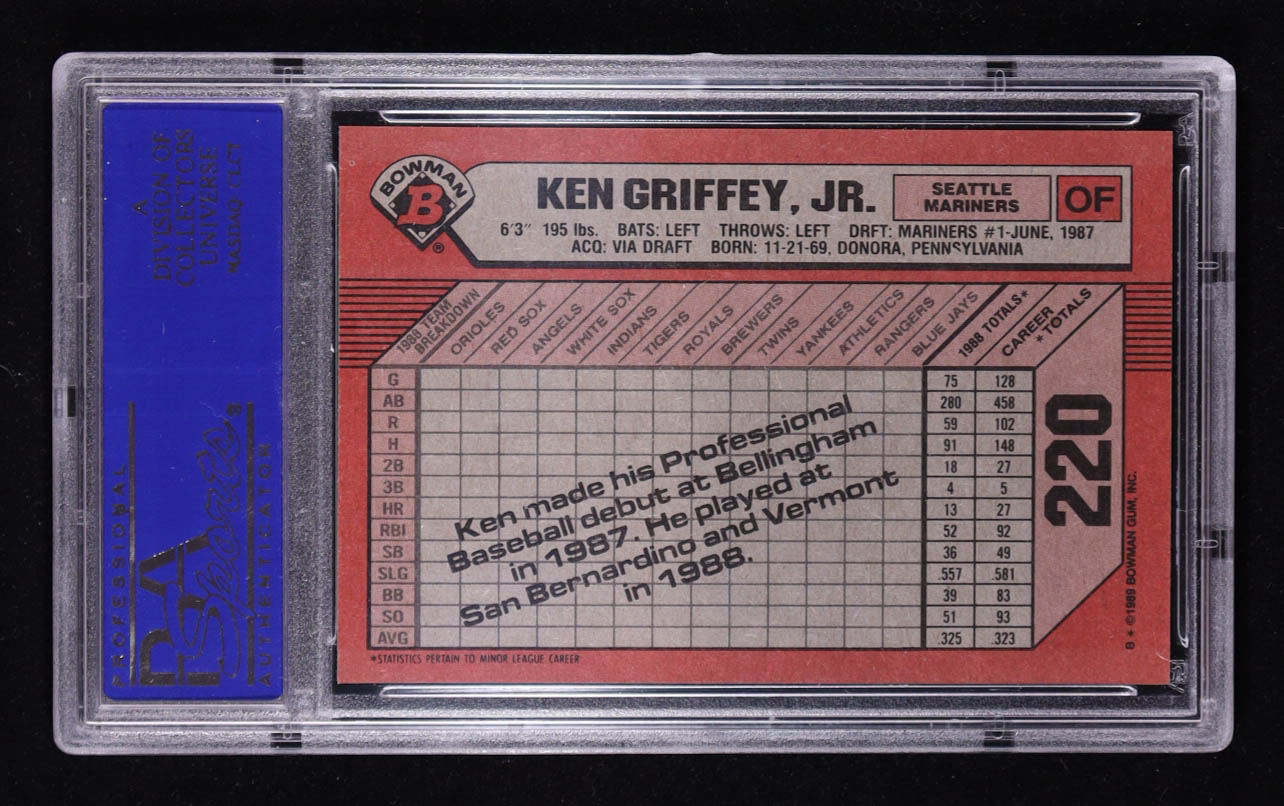 A
DIVISION OF
COLLECTORS
UNIVERSE
NASDAQ: CLCT
PROFESSIONAL
PSA
Sports
AUTHENTICATOR
BOWMAN
B
®
KEN GRIFFEY, JR.
SEATTLE
MARINERS
OF
6'3" 195 lbs. BATS: LEFT THROWS: LEFT DRFT: MARINERS #1-JUNE, 1987
ACQ: VIA DRAFT BORN: 11-21-69, DONORA, PENNSYLVANIA
1988 TEAM BREAKDOWN ORIOLES RED SOX ANGELS WHITE SOX INDIANS TIGERS ROYALS BREWERS TWINS YANKEES ATHLETICS RANGERS BLUE JAYS 1988 TOTALS* CAREER * TOTALS
G 75 128
AB 280 458
R 59 102
H 91 148
2B 18 27
3B 4 5
HR 13 27
RBI 52 92
SB 36 49
SLG .557 .581
BB 39 83
SO 51 93
AVG .325 .323
Ken made his Professional
Baseball debut at Bellingham
in 1987. He played at
San Bernardino and Vermont
in 1988.
220
*STATISTICS PERTAIN TO MINOR LEAGUE CAREER
8 * ©1989 BOWMAN GUM, INC.